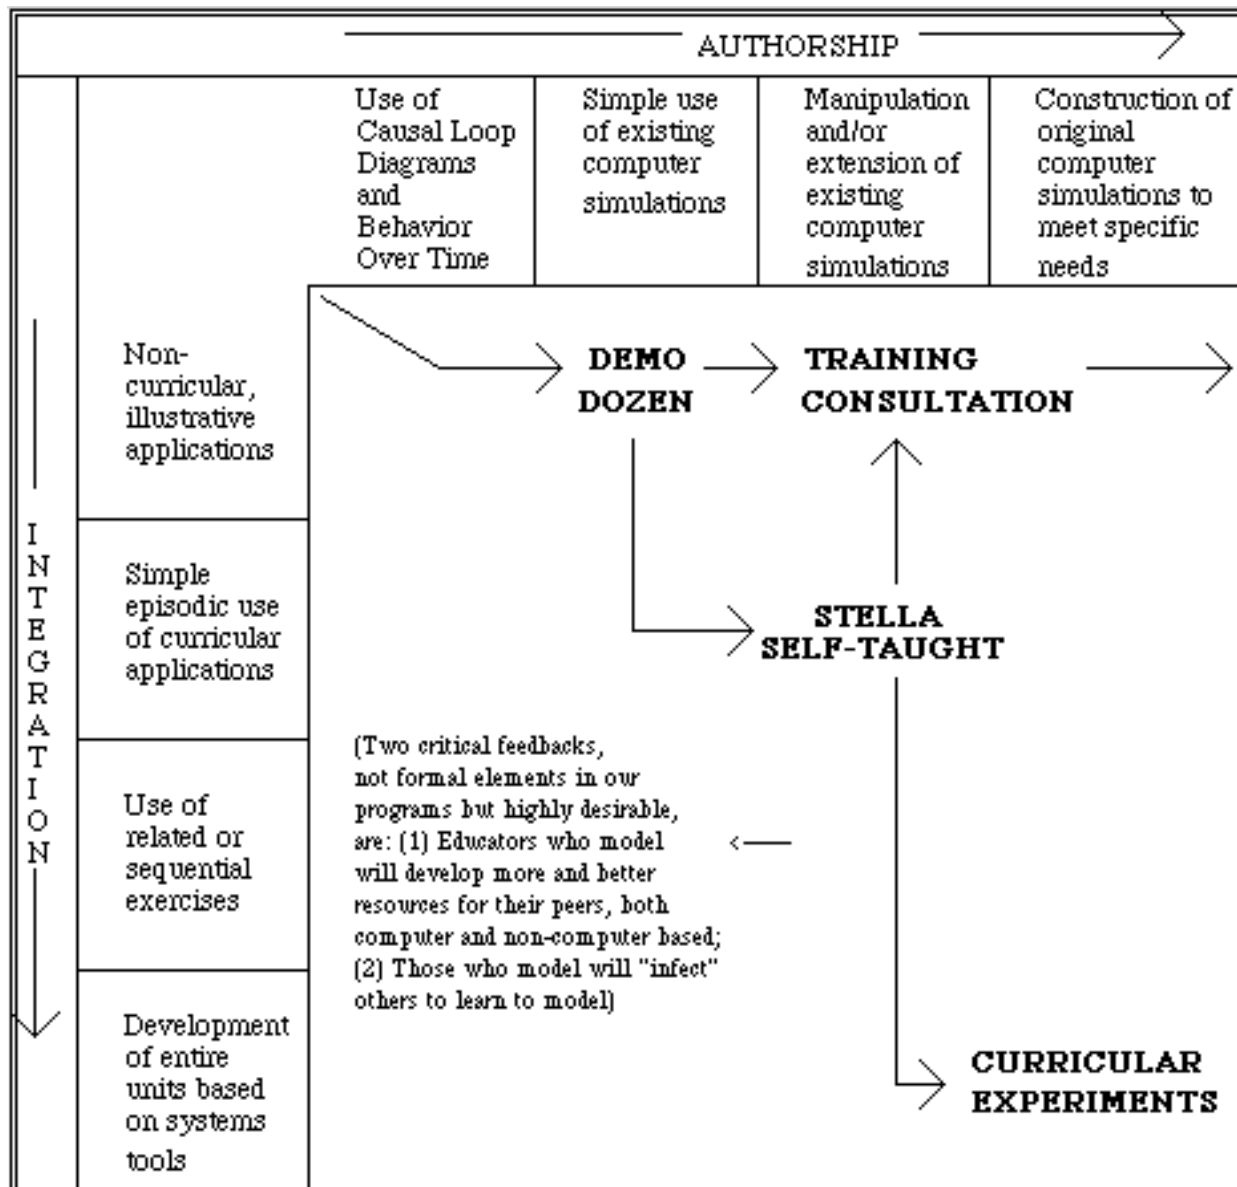 AUTHORSHIP
Use of
Causal Loop
Diagrams
and
Behavior
Over Time
Simple use
of existing
computer
simulations
Manipulation
and/or
extension of
existing
computer
simulations
Construction of
original
computer
simulations to
meet specific
needs
INTEGRATION
Non-
curricular,
illustrative
applications
DEMO
DOZEN
TRAINING
CONSULTATION
Simple
episodic use
of curricular
applications
STELLA
SELF-TAUGHT
Use of
related or
sequential
exercises
(Two critical feedbacks,
not formal elements in our
programs but highly desirable,
are: (1) Educators who model
will develop more and better
resources for their peers, both
computer and non-computer based;
(2) Those who model will "infect"
others to learn to model)
Development
of entire
units based
on systems
tools
CURRICULAR
EXPERIMENTS